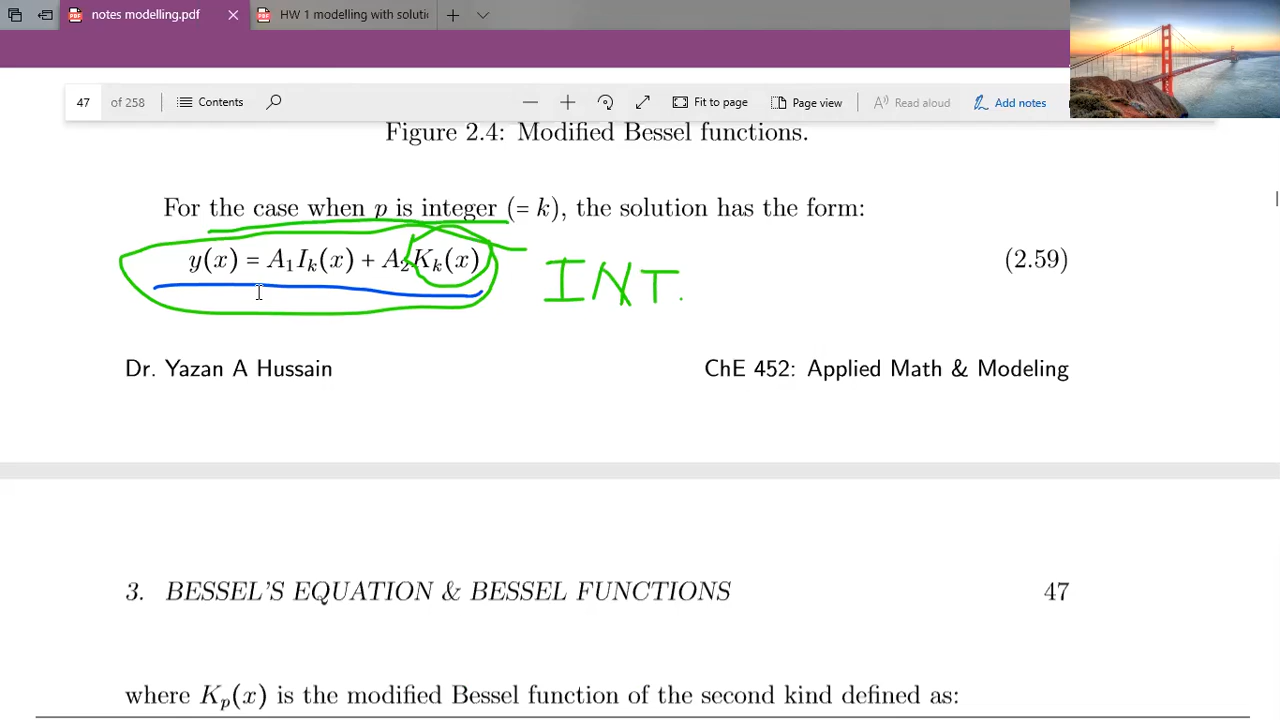 notes modelling.pdf
HW 1 modelling with soluti
47 of 258 Contents Fit to page Page view Read aloud Add notes
Figure 2.4: Modified Bessel functions.
For the case when p is integer (= k), the solution has the form:
y(x) = A₁Iₖ(x) + A₂Kₖ(x) (2.59)
INT.
Dr. Yazan A Hussain ChE 452: Applied Math & Modeling
3. BESSEL'S EQUATION & BESSEL FUNCTIONS 47
where Kₚ(x) is the modified Bessel function of the second kind defined as: